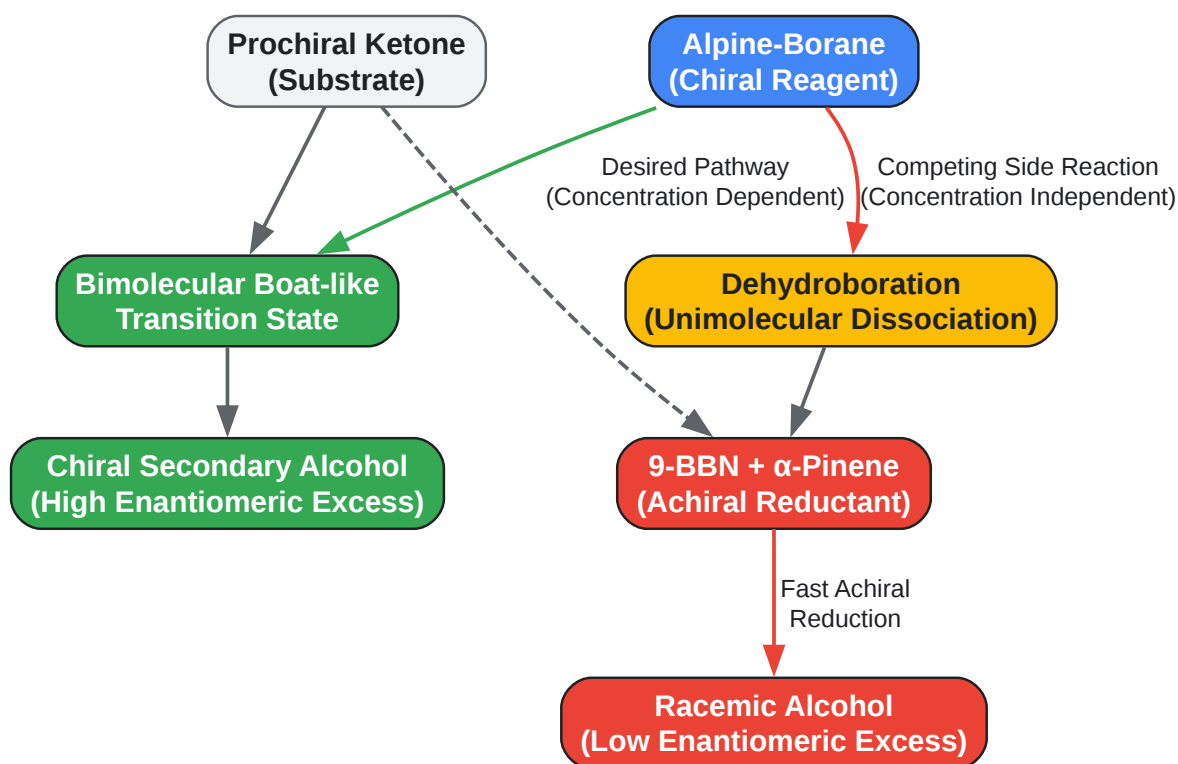 Prochiral Ketone
(Substrate)
Alpine-Borane
(Chiral Reagent)
Desired Pathway
(Concentration Dependent)
Competing Side Reaction
(Concentration Independent)
Bimolecular Boat-like
Transition State
Dehydroboration
(Unimolecular Dissociation)
Chiral Secondary Alcohol
(High Enantiomeric Excess)
9-BBN + α-Pinene
(Achiral Reductant)
Fast Achiral
Reduction
Racemic Alcohol
(Low Enantiomeric Excess)